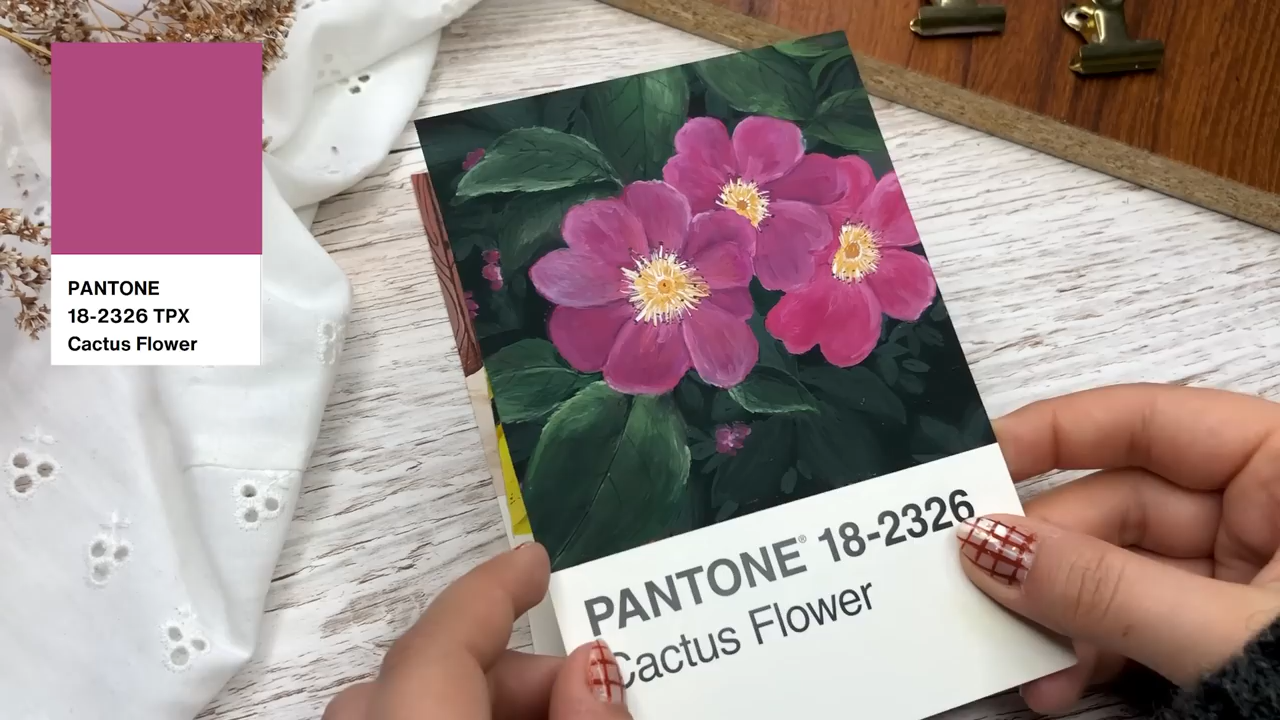 PANTONE
18-2326 TPX
Cactus Flower
PANTONE® 18-2326
Cactus Flower